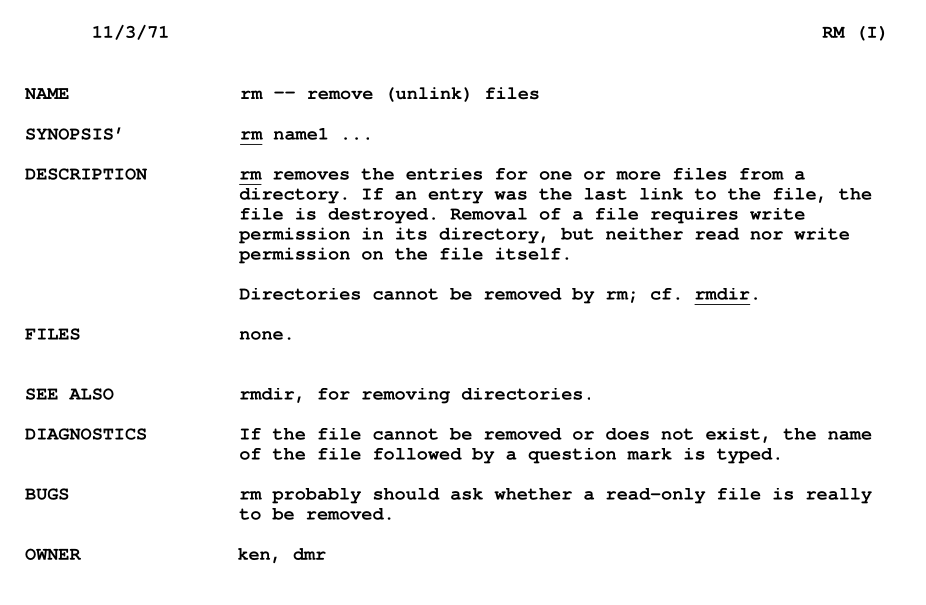 11/3/71 RM (I)
NAME rm -- remove (unlink) files
SYNOPSIS' rm name1 ...
DESCRIPTION rm removes the entries for one or more files from a
directory. If an entry was the last link to the file, the
file is destroyed. Removal of a file requires write
permission in its directory, but neither read nor write
permission on the file itself.
Directories cannot be removed by rm; cf. rmdir.
FILES none.
SEE ALSO rmdir, for removing directories.
DIAGNOSTICS If the file cannot be removed or does not exist, the name
of the file followed by a question mark is typed.
BUGS rm probably should ask whether a read-only file is really
to be removed.
OWNER ken, dmr